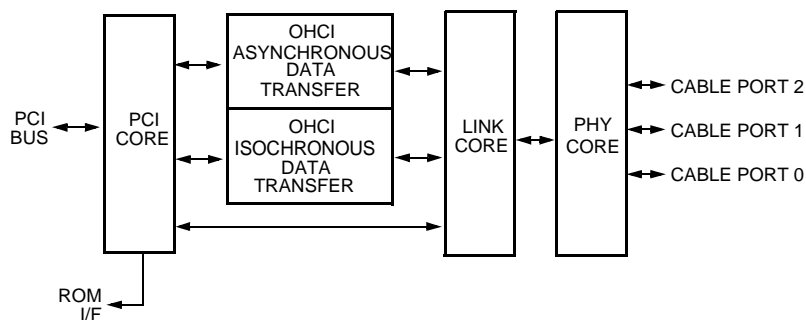 OHCI
ASYNCHRONOUS
DATA
TRANSFER
OHCI
ISOCHRONOUS
DATA
TRANSFER
PCI
BUS
PCI
CORE
LINK
CORE
PHY
CORE
CABLE PORT 2
CABLE PORT 1
CABLE PORT 0
ROM
I/F